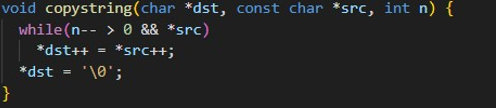 void copystring(char *dst, const char *src, int n) {
  while(n-- > 0 && *src)
    *dst++ = *src++;
  *dst = '\0';
}